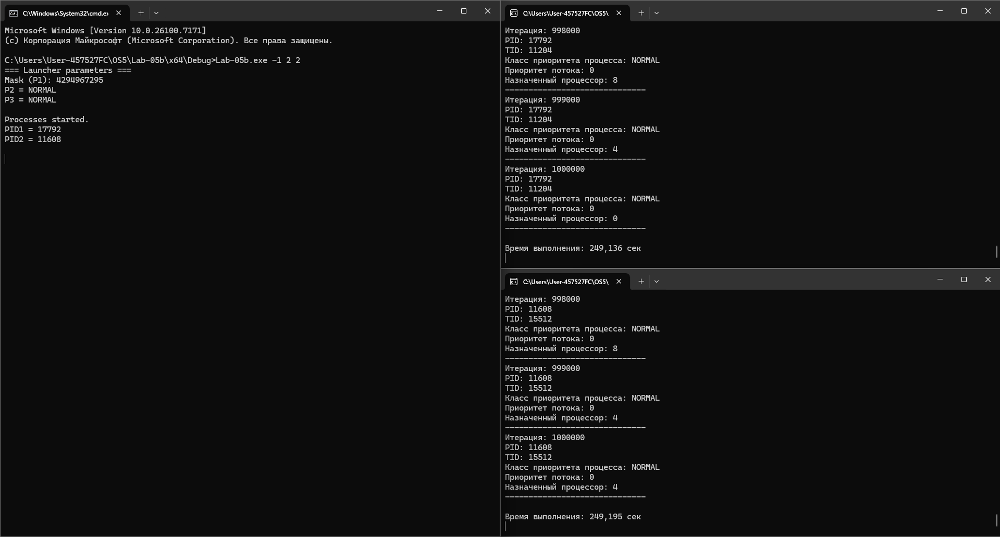 C:\Windows\System32\cmd.ex
Microsoft Windows [Version 10.0.26100.7171]
(c) Корпорация Майкрософт (Microsoft Corporation). Все права защищены.
C:\Users\User-457527FC\OS5\Lab-05b\x64\Debug>Lab-05b.exe -1 2 2
=== Launcher parameters ===
Mask (P1): 4294967295
P2 = NORMAL
P3 = NORMAL
Processes started.
PID1 = 17792
PID2 = 11608
C:\Users\User-457527FC\OS5\
Итерация: 998000
PID: 17792
TID: 11204
Класс приоритета процесса: NORMAL
Приоритет потока: 0
Назначенный процессор: 8
------------------------------
Итерация: 999000
PID: 17792
TID: 11204
Класс приоритета процесса: NORMAL
Приоритет потока: 0
Назначенный процессор: 4
------------------------------
Итерация: 1000000
PID: 17792
TID: 11204
Класс приоритета процесса: NORMAL
Приоритет потока: 0
Назначенный процессор: 0
------------------------------
Время выполнения: 249,136 сек
C:\Users\User-457527FC\OS5\
Итерация: 998000
PID: 11608
TID: 15512
Класс приоритета процесса: NORMAL
Приоритет потока: 0
Назначенный процессор: 8
------------------------------
Итерация: 999000
PID: 11608
TID: 15512
Класс приоритета процесса: NORMAL
Приоритет потока: 0
Назначенный процессор: 4
------------------------------
Итерация: 1000000
PID: 11608
TID: 15512
Класс приоритета процесса: NORMAL
Приоритет потока: 0
Назначенный процессор: 4
------------------------------
Время выполнения: 249,195 сек